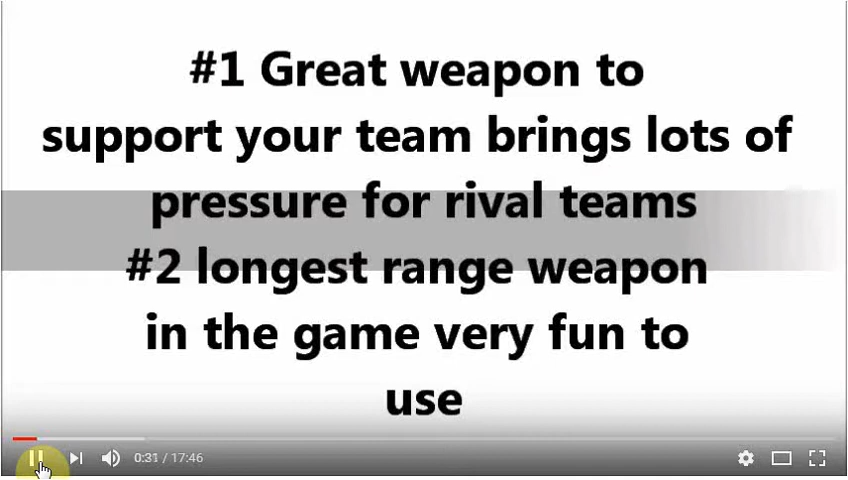 #1 Great weapon to
support your team brings lots of
pressure for rival teams
#2 longest range weapon
in the game very fun to
use
0:31 / 17:46